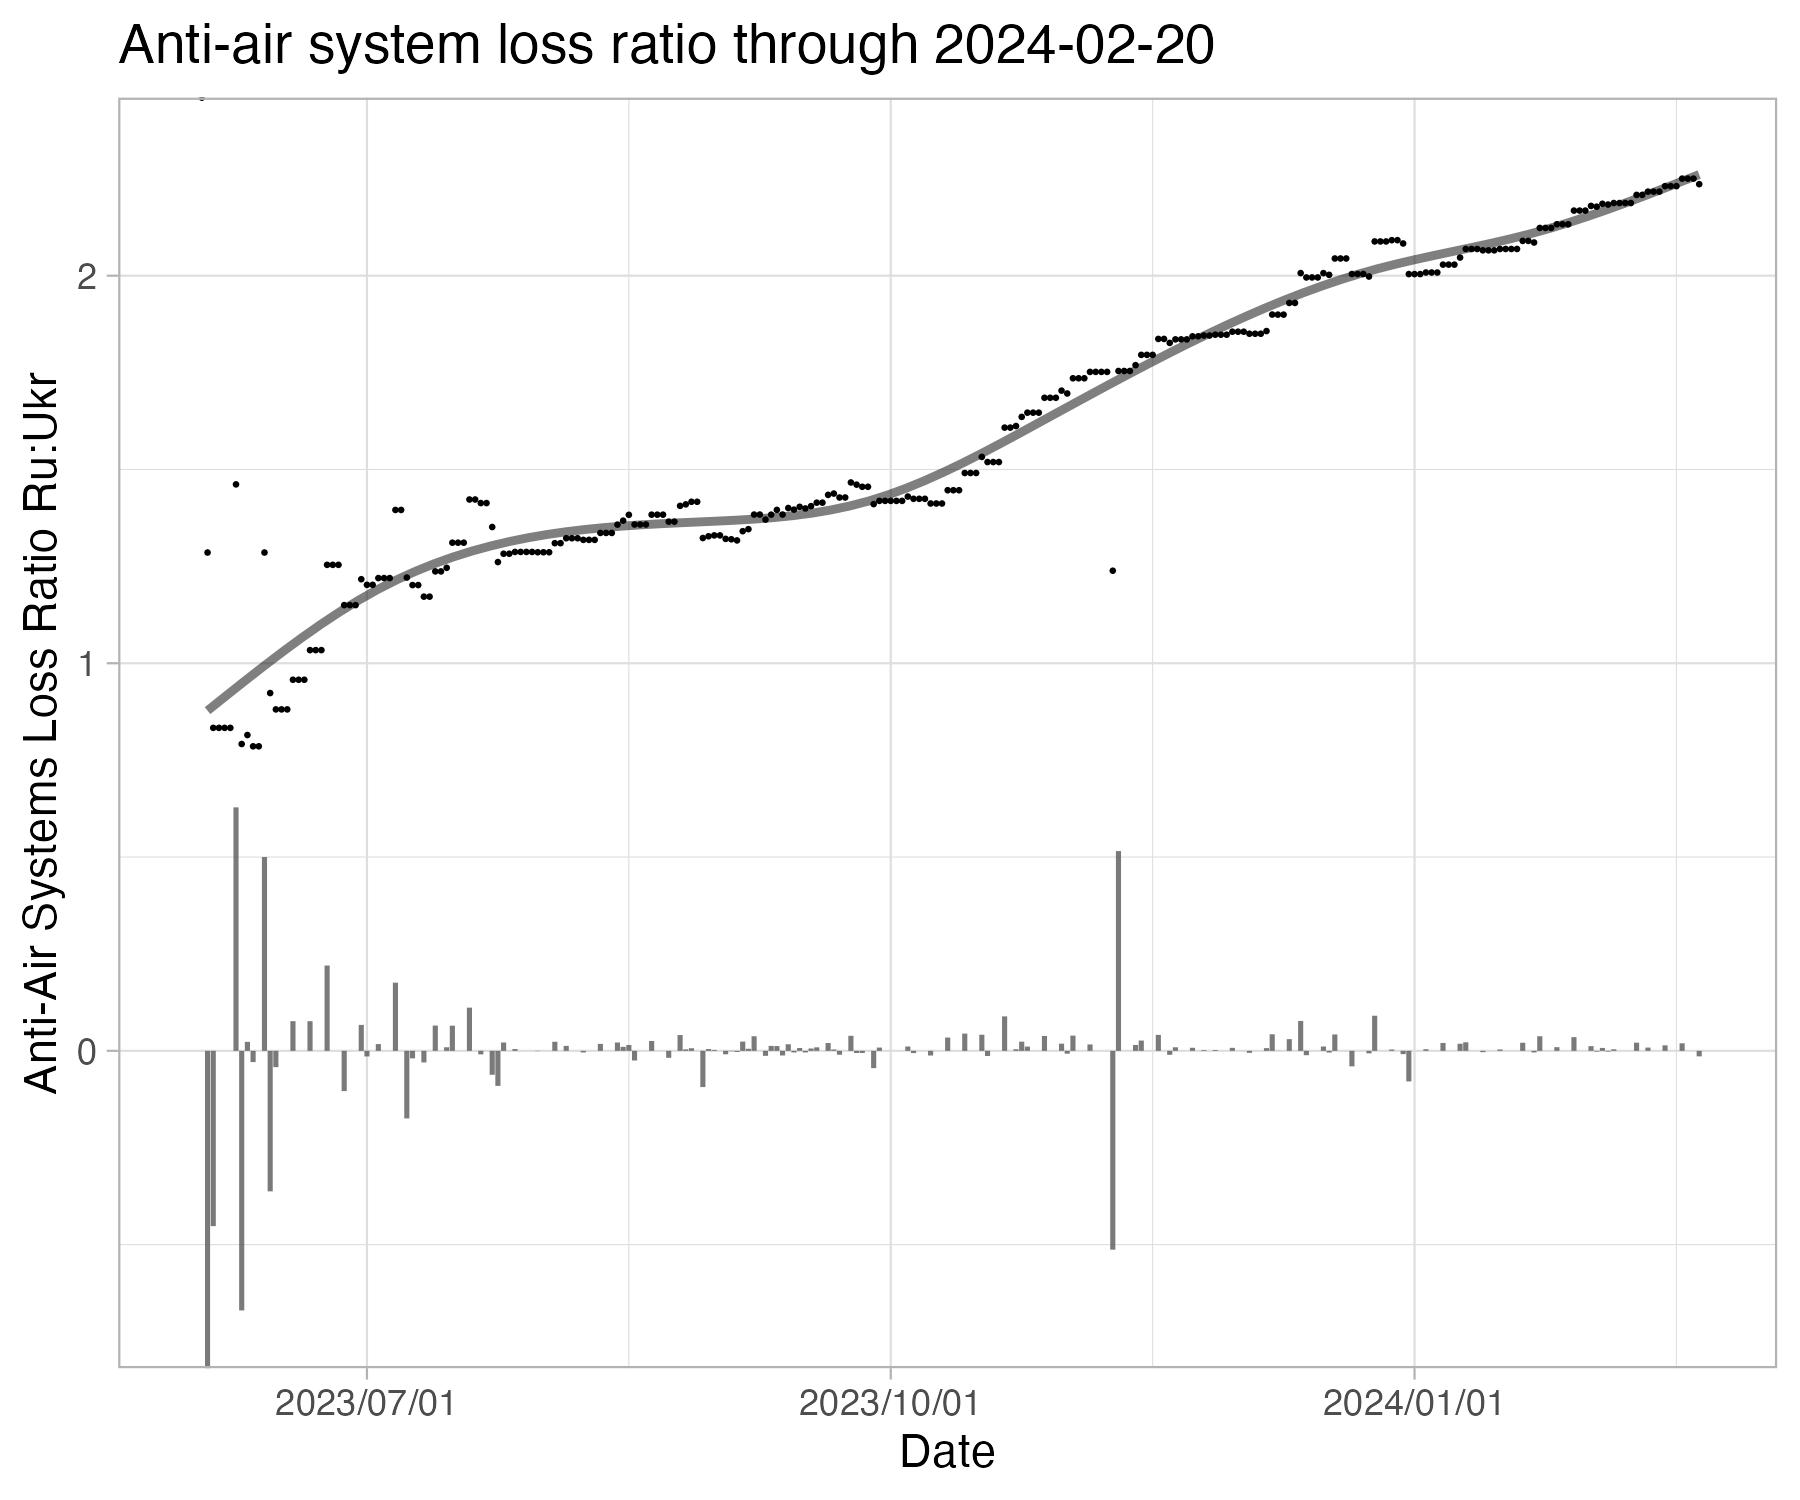 Anti-air system loss ratio through 2024-02-20
Anti-Air Systems Loss Ratio Ru:Ukr
2
1
0
2023/07/01
2023/10/01
2024/01/01
Date